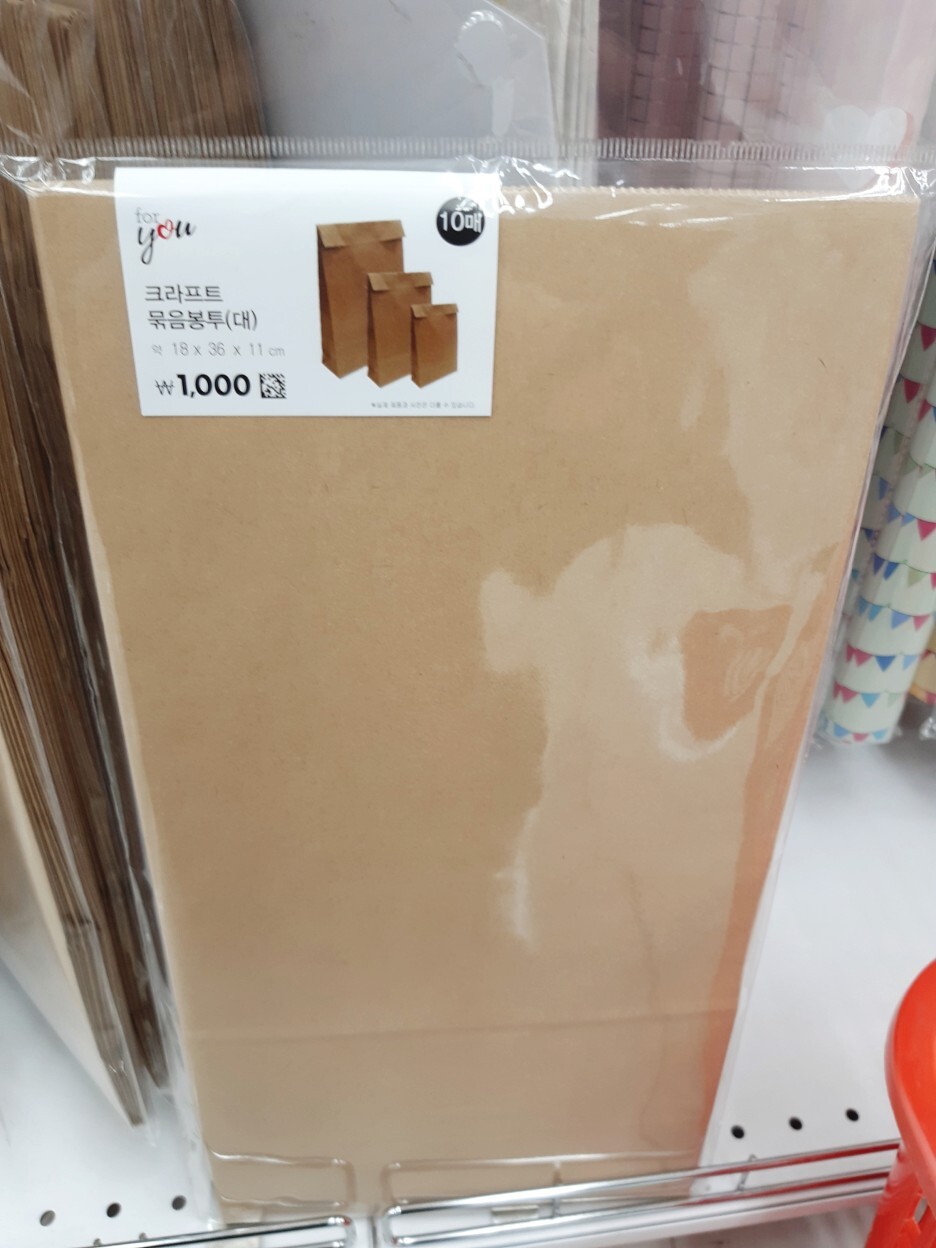 for
you
10매
크라프트
묶음봉투(대)
약 18 x 36 x 11 cm
₩1,000